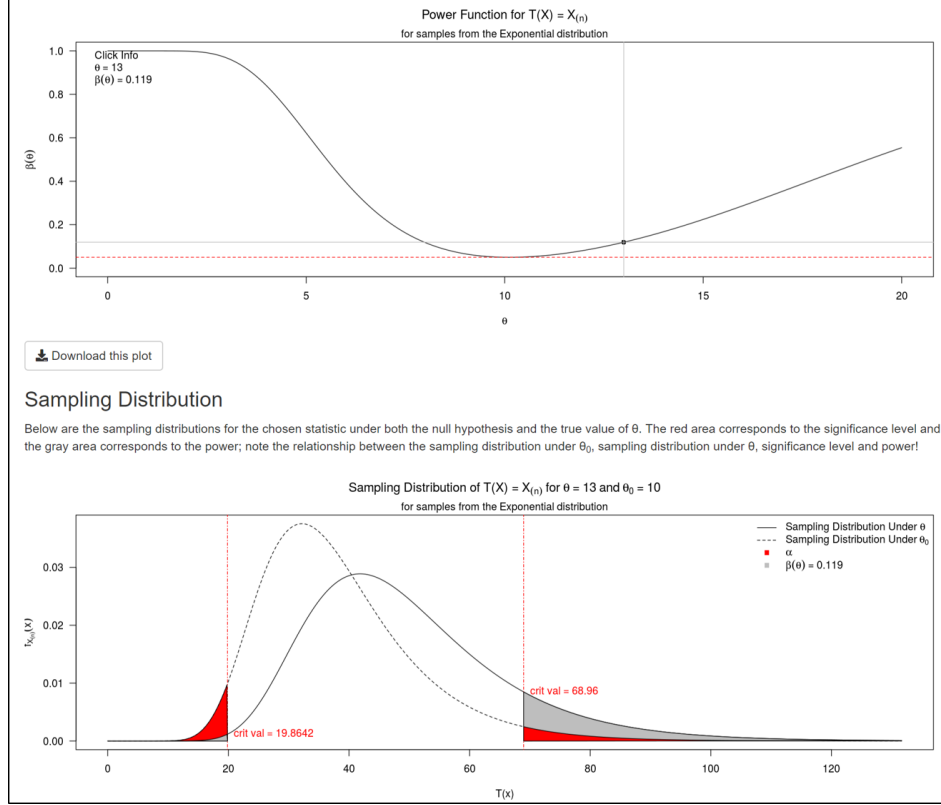 Power Function for T(X) = X(n)
for samples from the Exponential distribution
Click Info
θ = 13
β(θ) = 0.119
1.0
0.8
0.6
0.4
0.2
0.0
β(θ)
0 5 10 15 20
θ
Download this plot
Sampling Distribution
Below are the sampling distributions for the chosen statistic under both the null hypothesis and the true value of θ. The red area corresponds to the significance level and
the gray area corresponds to the power; note the relationship between the sampling distribution under θ0, sampling distribution under θ, significance level and power!
Sampling Distribution of T(X) = X(n) for θ = 13 and θ0 = 10
for samples from the Exponential distribution
Sampling Distribution Under θ
Sampling Distribution Under θ0
α
β(θ) = 0.119
0.03
0.02
0.01
0.00
fX(n)(x)
crit val = 68.96
crit val = 19.8642
0 20 40 60 80 100 120
T(x)